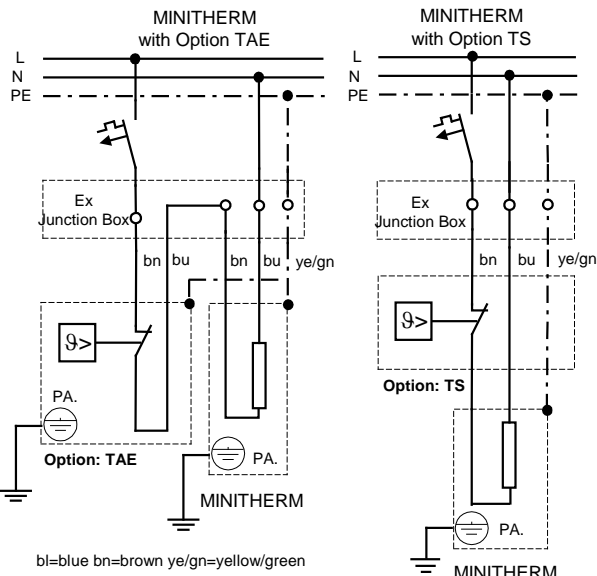 MINITHERM
with Option TAE
L
N
PE
Ex
Junction Box
bn bu bn bu ye/gn
ϑ>
PA.
Option: TAE
PA.
MINITHERM
bl=blue bn=brown ye/gn=yellow/green
MINITHERM
with Option TS
L
N
PE
Ex
Junction Box
bn bu ye/gn
ϑ>
Option: TS
PA.
MINITHERM